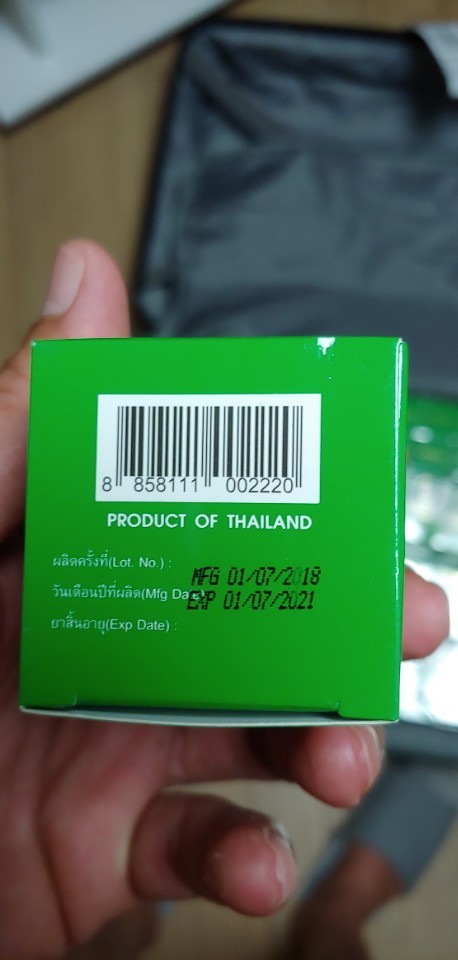 8 858111 002220
PRODUCT OF THAILAND
ผลิตครั้งที่(Lot. No.) :
MFG 01/07/2018
วันเดือนปีที่ผลิต(Mfg Date) :
EXP 01/07/2021
ยาสิ้นอายุ(Exp Date) :